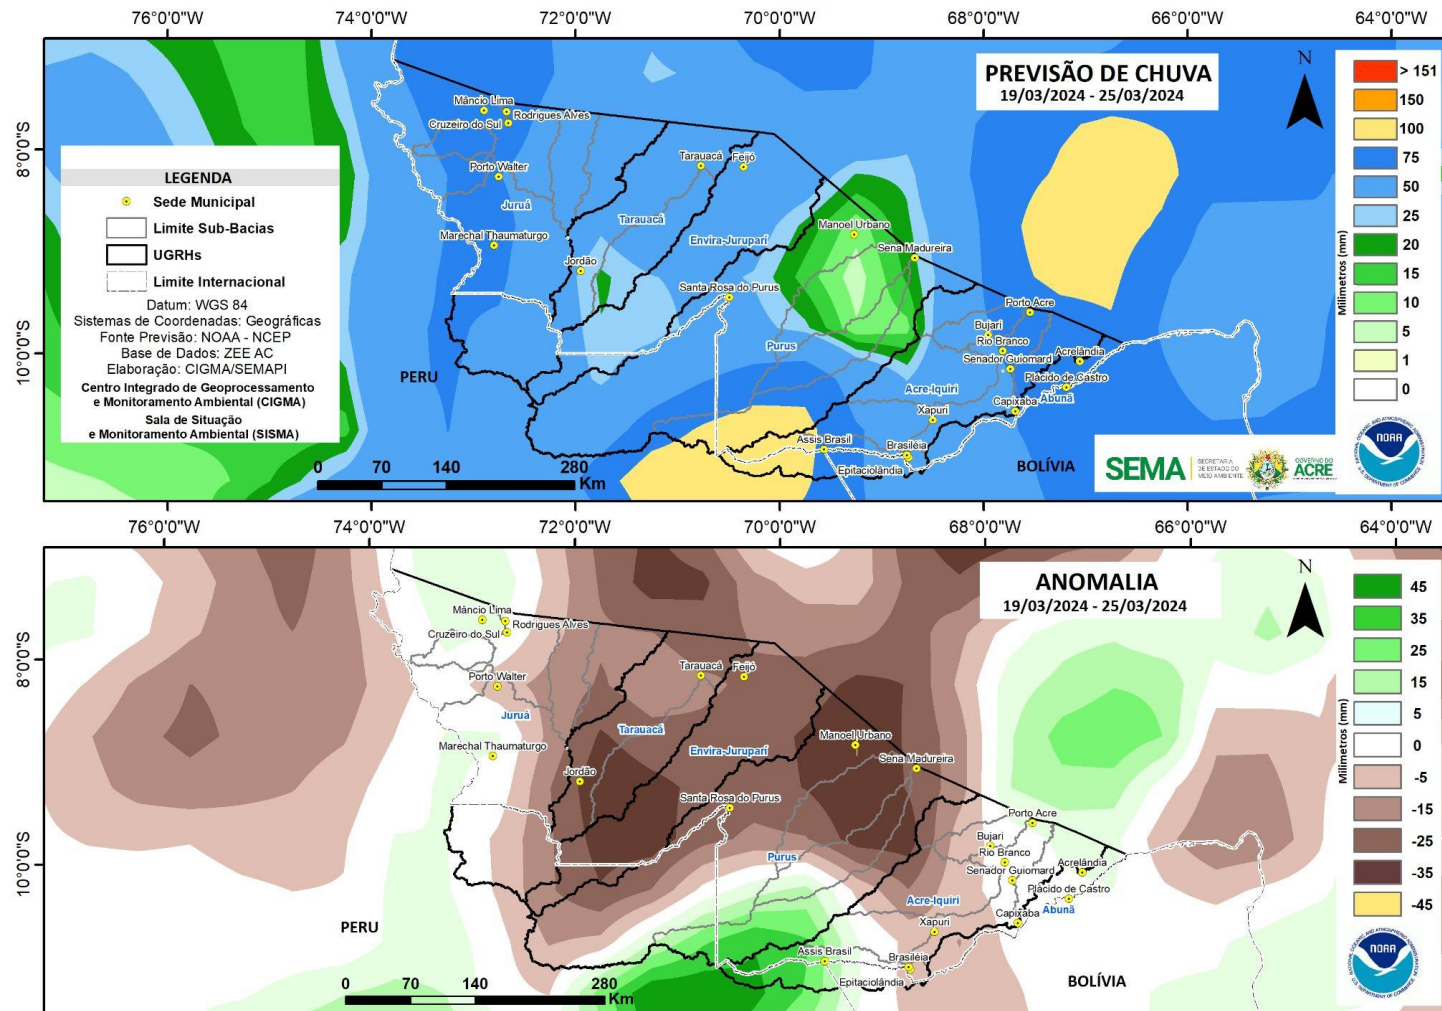 76°0'0"W 74°0'0"W 72°0'0"W 70°0'0"W 68°0'0"W 66°0'0"W 64°0'0"W
PREVISÃO DE CHUVA
19/03/2024 - 25/03/2024
N
> 151
150
100
75
50
25
20
15
10
5
1
0
Milimetros (mm)
8°0'0"S
10°0'0"S
LEGENDA
Sede Municipal
Limite Sub-Bacias
UGRHs
Limite Internacional
Datum: WGS 84
Sistemas de Coordenadas: Geográficas
Fonte Previsão: NOAA - NCEP
Base de Dados: ZEE AC
Elaboração: CIGMA/SEMAPI
Centro Integrado de Geoprocessamento
e Monitoramento Ambiental (CIGMA)
Sala de Situação
e Monitoramento Ambiental (SISMA)
Mâncio Lima
Rodrigues Alves
Cruzeiro do Sul
Porto Walter
Juruá
Marechal Thaumaturgo
Tarauacá
Feijó
Tarauacá
Envira-Jurupari
Jordão
Santa Rosa do Purus
Manoel Urbano
Sena Madureira
Purus
Porto Acre
Bujari
Rio Branco
Senador Guiomard
Acrelândia
Plácido de Castro
Acre-Iquiri
Capixaba
Abunã
Xapuri
Assis Brasil
Brasiléia
Epitaciolândia
PERU
BOLÍVIA
0 70 140 280
Km
SEMA
SECRETARIA
DE ESTADO DO
MEIO AMBIENTE
GOVERNO DO
ACRE
NOAA
76°0'0"W 74°0'0"W 72°0'0"W 70°0'0"W 68°0'0"W 66°0'0"W 64°0'0"W
ANOMALIA
19/03/2024 - 25/03/2024
N
45
35
25
15
5
0
-5
-15
-25
-35
-45
Milimetros (mm)
8°0'0"S
10°0'0"S
Mâncio Lima
Rodrigues Alves
Cruzeiro do Sul
Porto Walter
Juruá
Marechal Thaumaturgo
Tarauacá
Feijó
Tarauacá
Envira-Jurupari
Jordão
Santa Rosa do Purus
Manoel Urbano
Sena Madureira
Purus
Porto Acre
Bujari
Rio Branco
Senador Guiomard
Acrelândia
Plácido de Castro
Acre-Iquiri
Capixaba
Abunã
Xapuri
Assis Brasil
Brasiléia
Epitaciolândia
PERU
BOLÍVIA
0 70 140 280
Km
NOAA